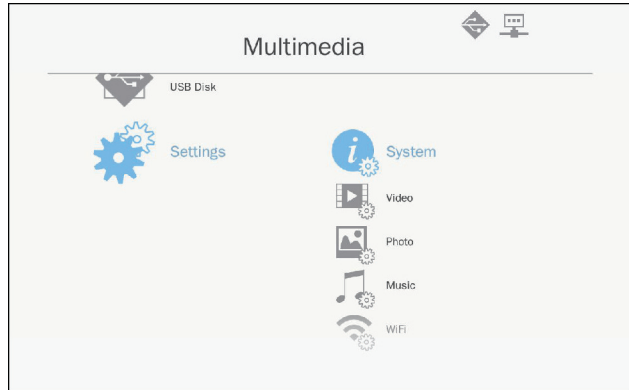 Multimedia
USB Disk
Settings
System
Video
Photo
Music
WiFi